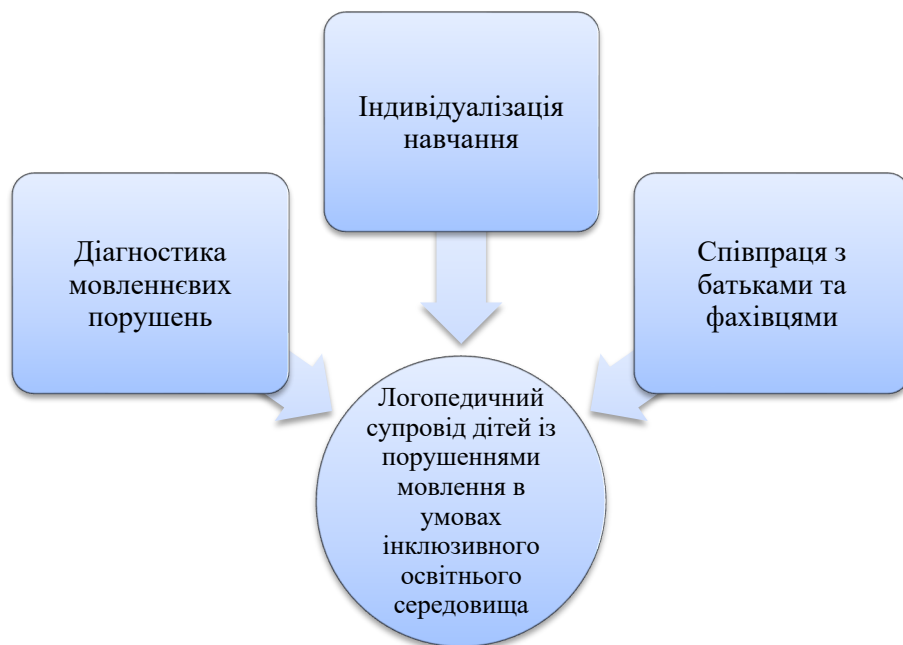 Індивідуалізація
навчання
Діагностика
мовленнєвих
порушень
Співпраця з
батьками та
фахівцями
Логопедичний
супровід дітей із
порушеннями
мовлення в
умовах
інклюзивного
освітнього
середовища